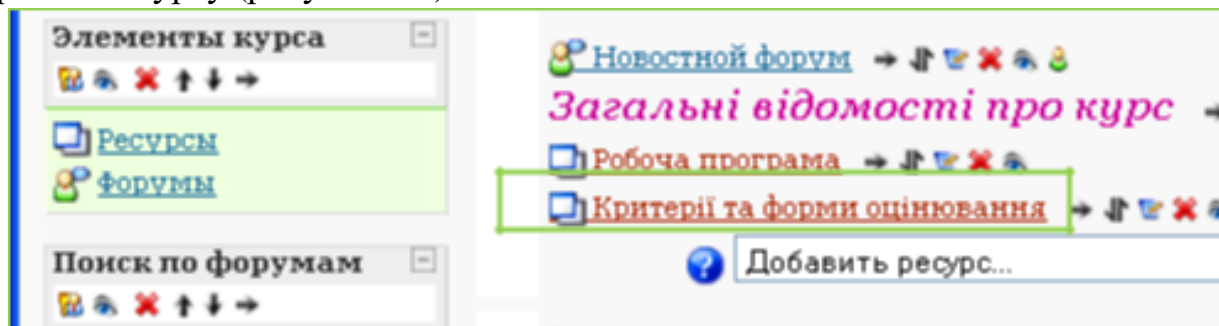 Элементы курса
Ресурсы
Форумы
Поиск по форумам
Новостной форум
Загальні відомості про курс
Робоча програма
Критерії та форми оцінювання
Добавить ресурс...